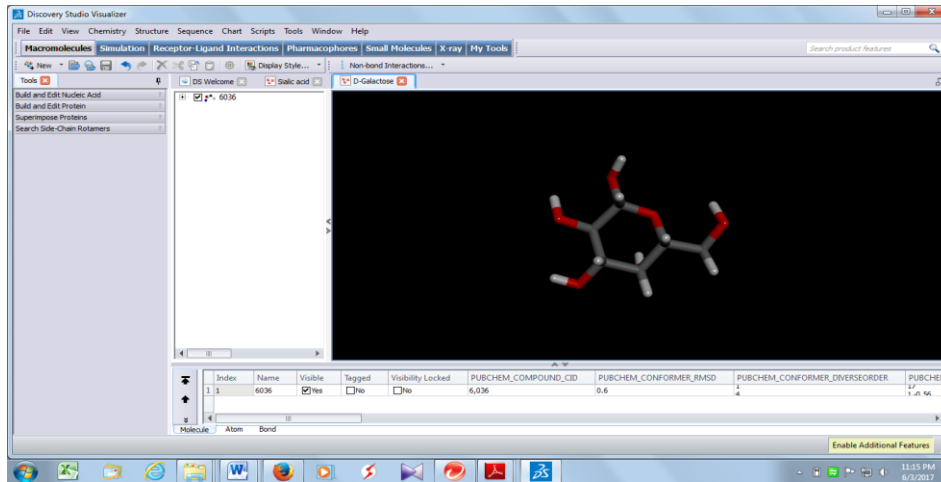 Discovery Studio Visualizer
File Edit View Chemistry Structure Sequence Chart Scripts Tools Window Help
Macromolecules Simulation Receptor-Ligand Interactions Pharmacophores Small Molecules X-ray My Tools Search product features
New Display Style... Non-bond Interactions...
Tools DS Welcome Sialic acid D-Galactose
Build and Edit Nucleic Acid
Build and Edit Protein
Superimpose Proteins
Search Side-Chain Rotamers
6036
Index Name Visible Tagged Visibility Locked PUBCHEM_COMPOUND_CID PUBCHEM_CONFORMER_RMSD PUBCHEM_CONFORMER_DIVERSEORDER PUBCHE
1 1 6036 Yes No No 6,036 0.6
Molecule Atom Bond
Enable Additional Features
11:15 PM
6/3/2017